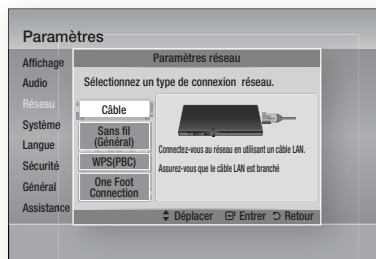 Paramètres
Affichage
Audio
Réseau
Système
Langue
Sécurité
Général
Assistance
Paramètres réseau
Sélectionnez un type de connexion réseau.
Câble
Sans fil
(Général)
WPS(PBC)
One Foot
Connection
Connectez-vous au réseau en utilisant un câble LAN.
Assurez-vous que le câble LAN est branché
Déplacer Entrer Retour